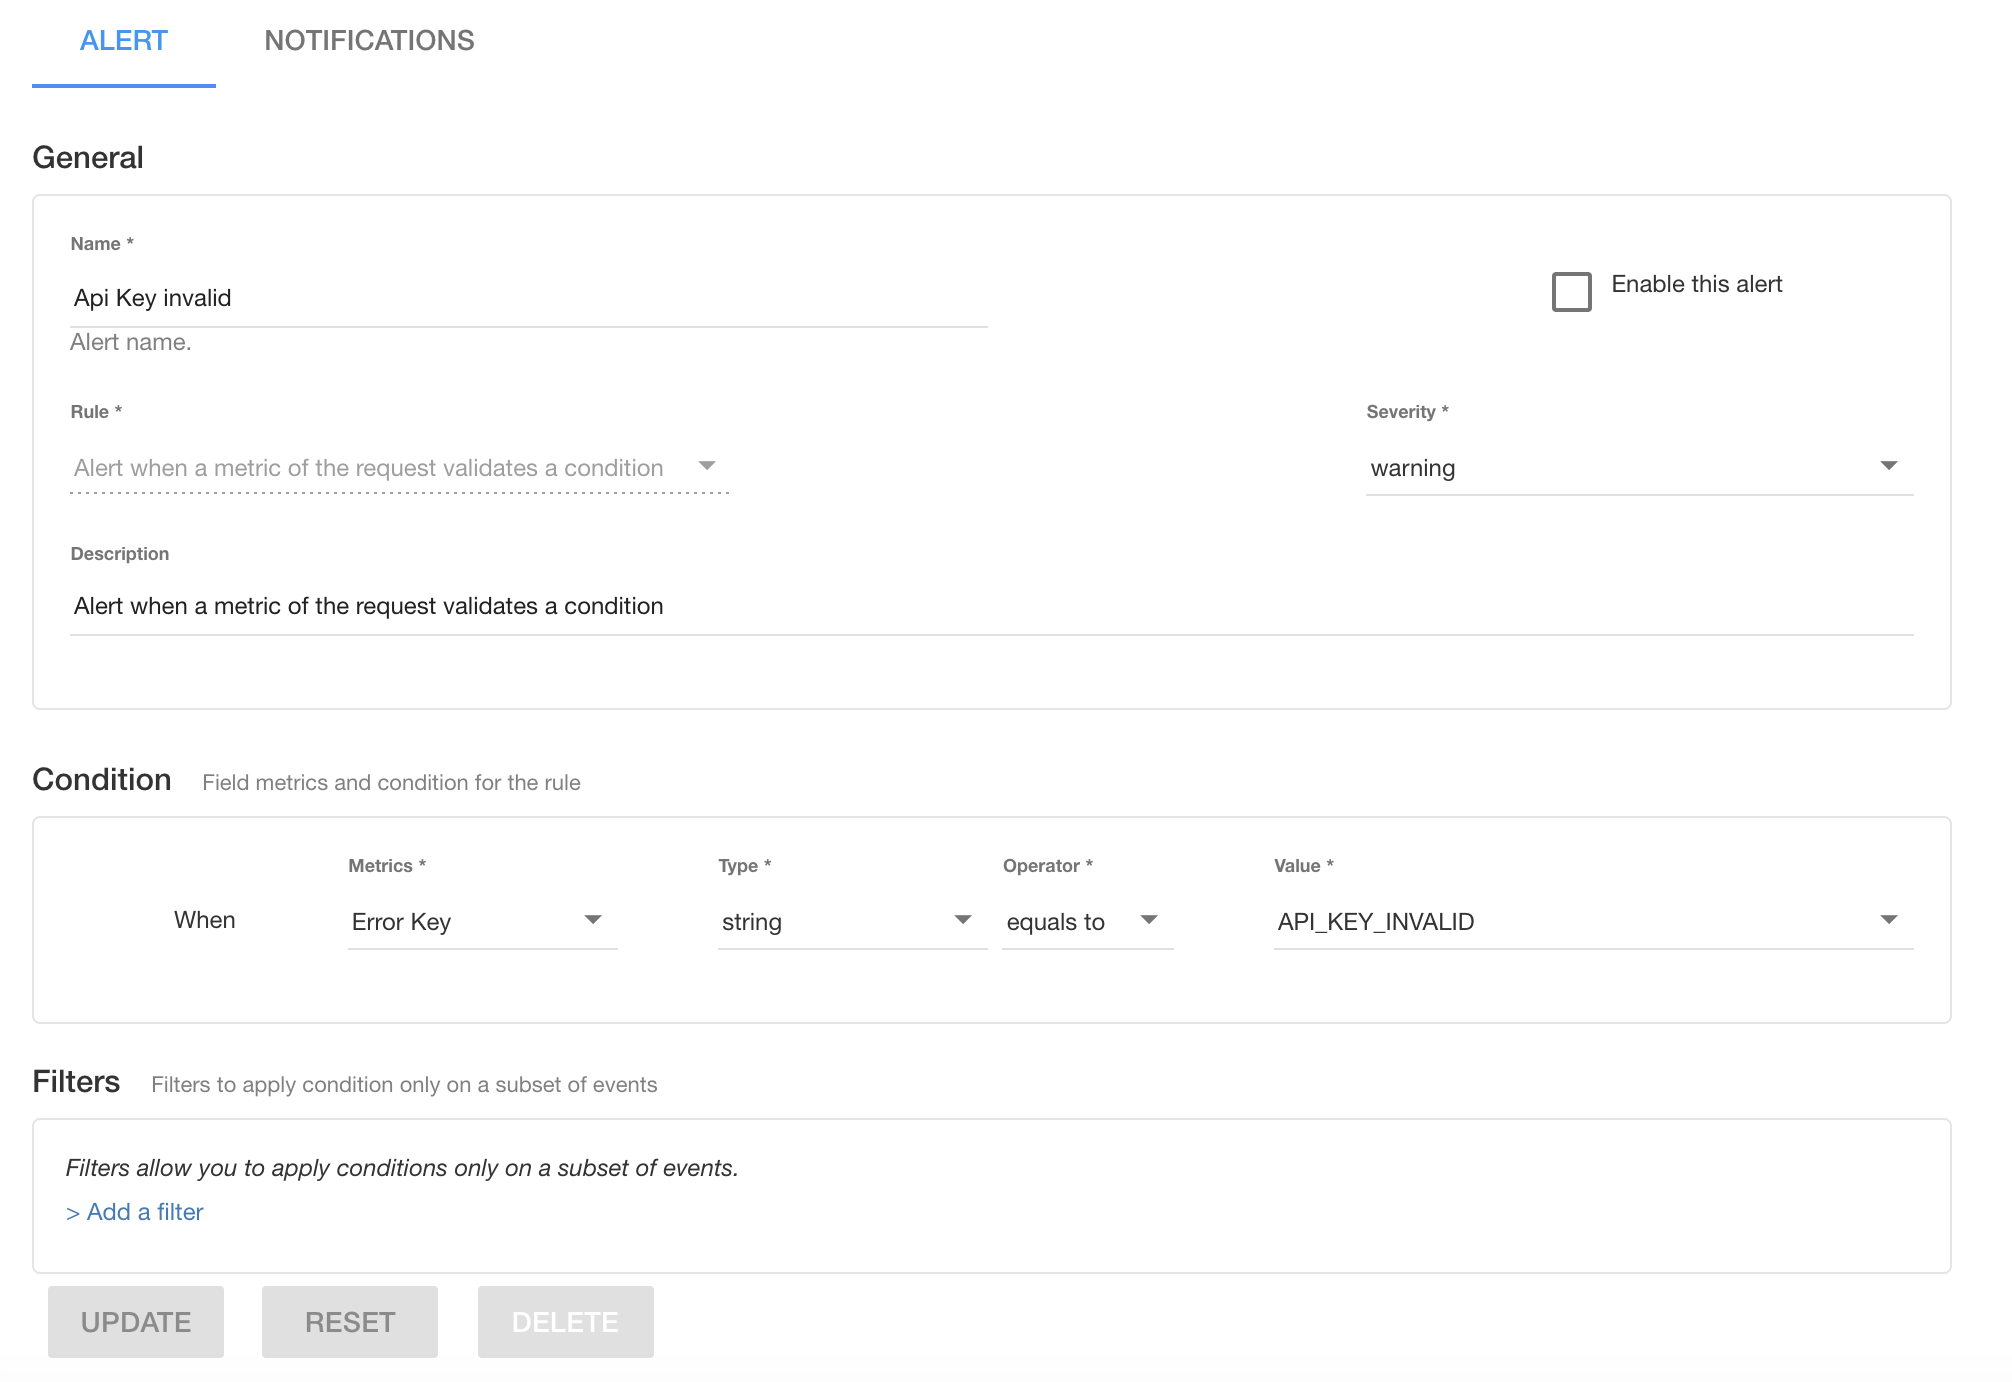 ALERT NOTIFICATIONS
General
Name *
Api Key invalid
Enable this alert
Alert name.
Rule * Severity *
Alert when a metric of the request validates a condition warning
Description
Alert when a metric of the request validates a condition
Condition Field metrics and condition for the rule
Metrics * Type * Operator * Value *
When Error Key string equals to API_KEY_INVALID
Filters Filters to apply condition only on a subset of events
Filters allow you to apply conditions only on a subset of events.
> Add a filter
UPDATE RESET DELETE